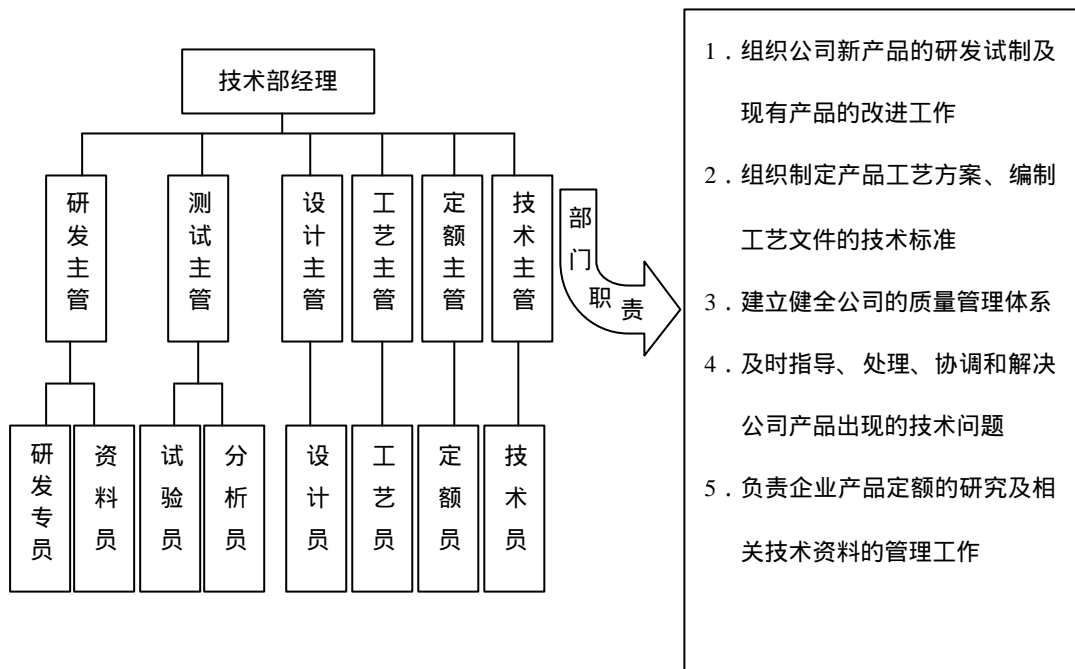 技术部经理
研发主管
测试主管
设计主管
工艺主管
定额主管
技术主管
研发专员
资料员
试验员
分析员
设计员
工艺员
定额员
技术员
部门职责
1．组织公司新产品的研发试制及
现有产品的改进工作
2．组织制定产品工艺方案、编制
工艺文件的技术标准
3．建立健全公司的质量管理体系
4．及时指导、处理、协调和解决
公司产品出现的技术问题
5．负责企业产品定额的研究及相
关技术资料的管理工作